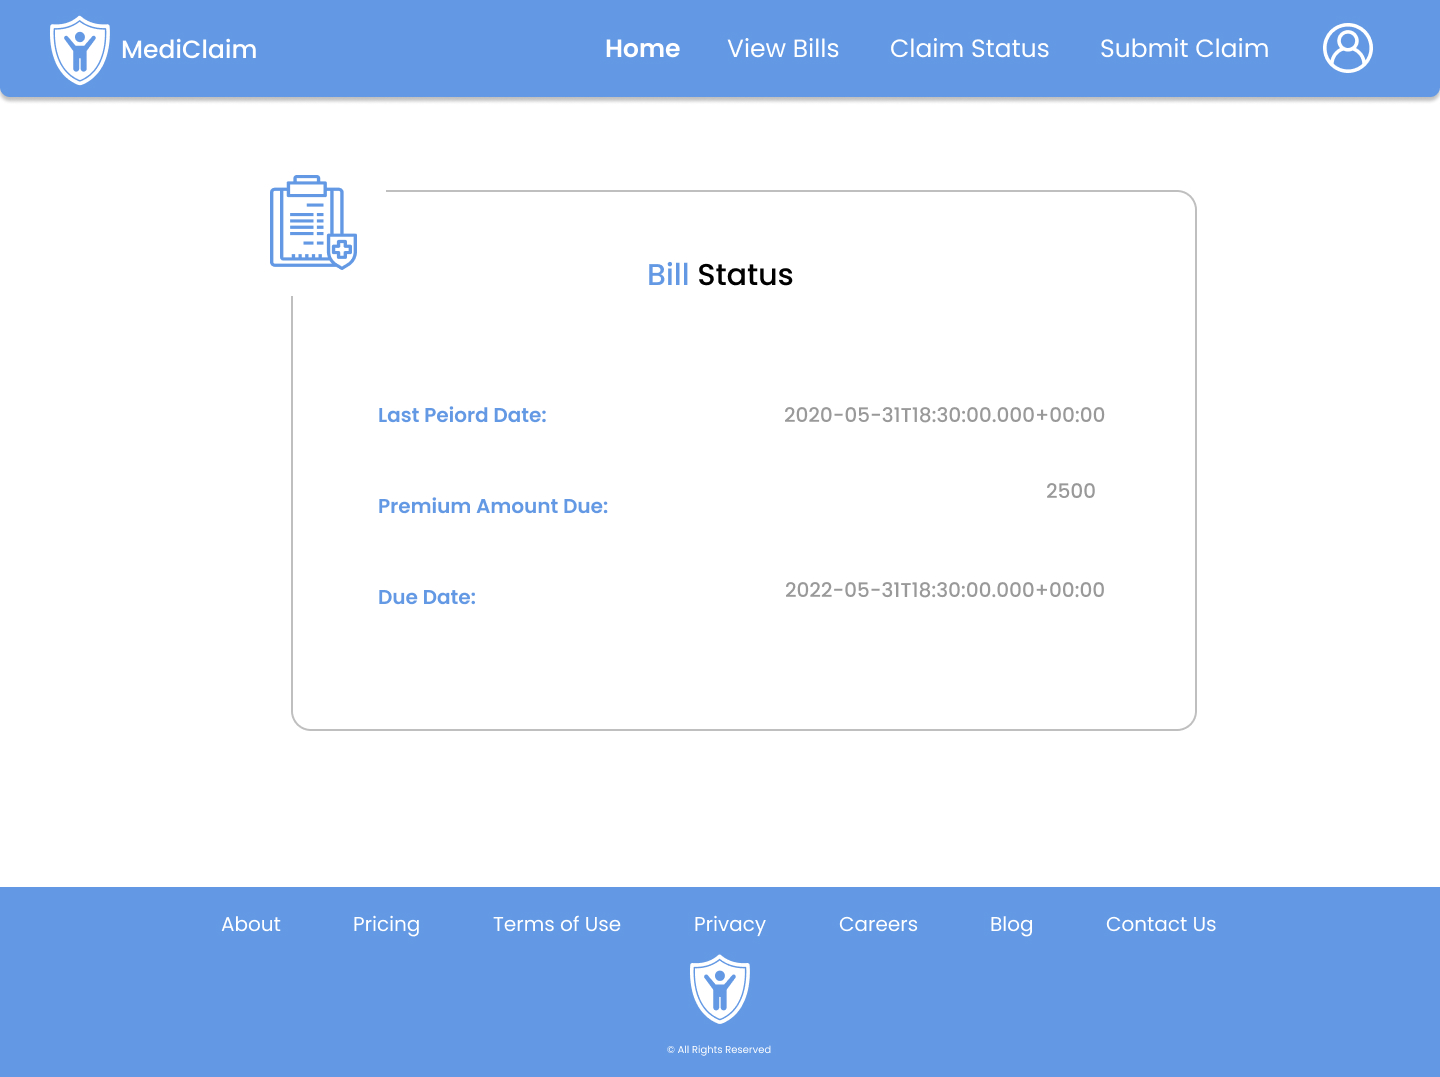 MediClaim
Home View Bills Claim Status Submit Claim
Bill Status
Last Peiord Date: 2020-05-31T18:30:00.000+00:00
Premium Amount Due: 2500
Due Date: 2022-05-31T18:30:00.000+00:00
About Pricing Terms of Use Privacy Careers Blog Contact Us
© All Rights Reserved